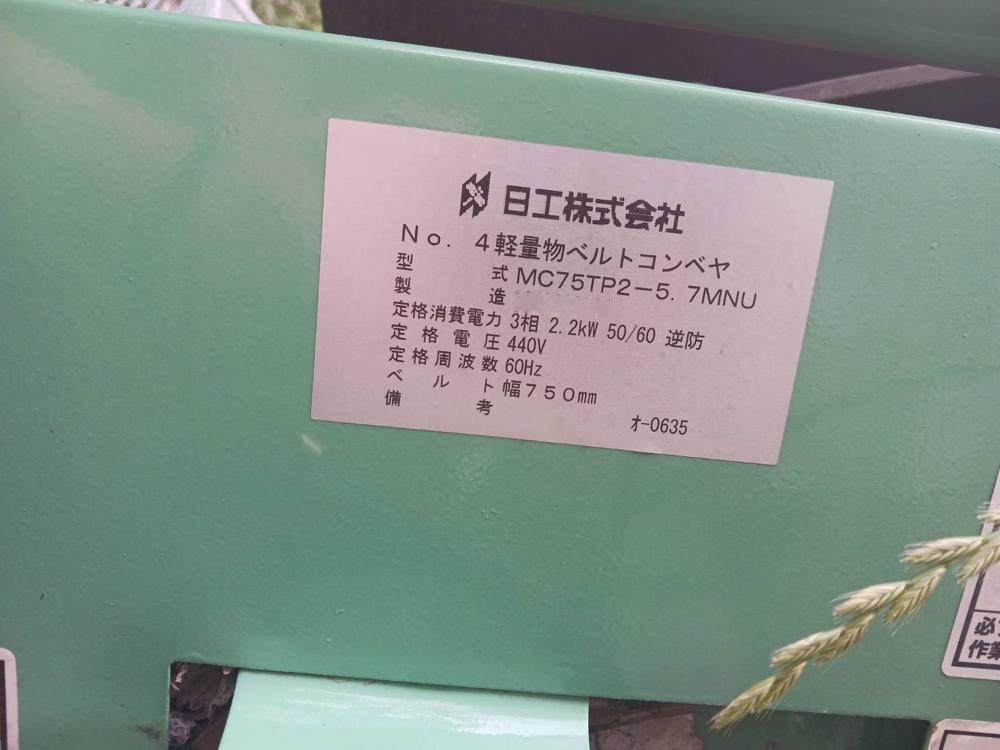 日工株式会社
No. 4軽量物ベルトコンベヤ
型 式 MC75TP2-5.7MNU
製 造
定格消費電力 3相 2.2kW 50/60 逆防
定格電圧 440V
定格周波数 60Hz
ベルト幅750mm
備 考
ｵ-0635
必
作業